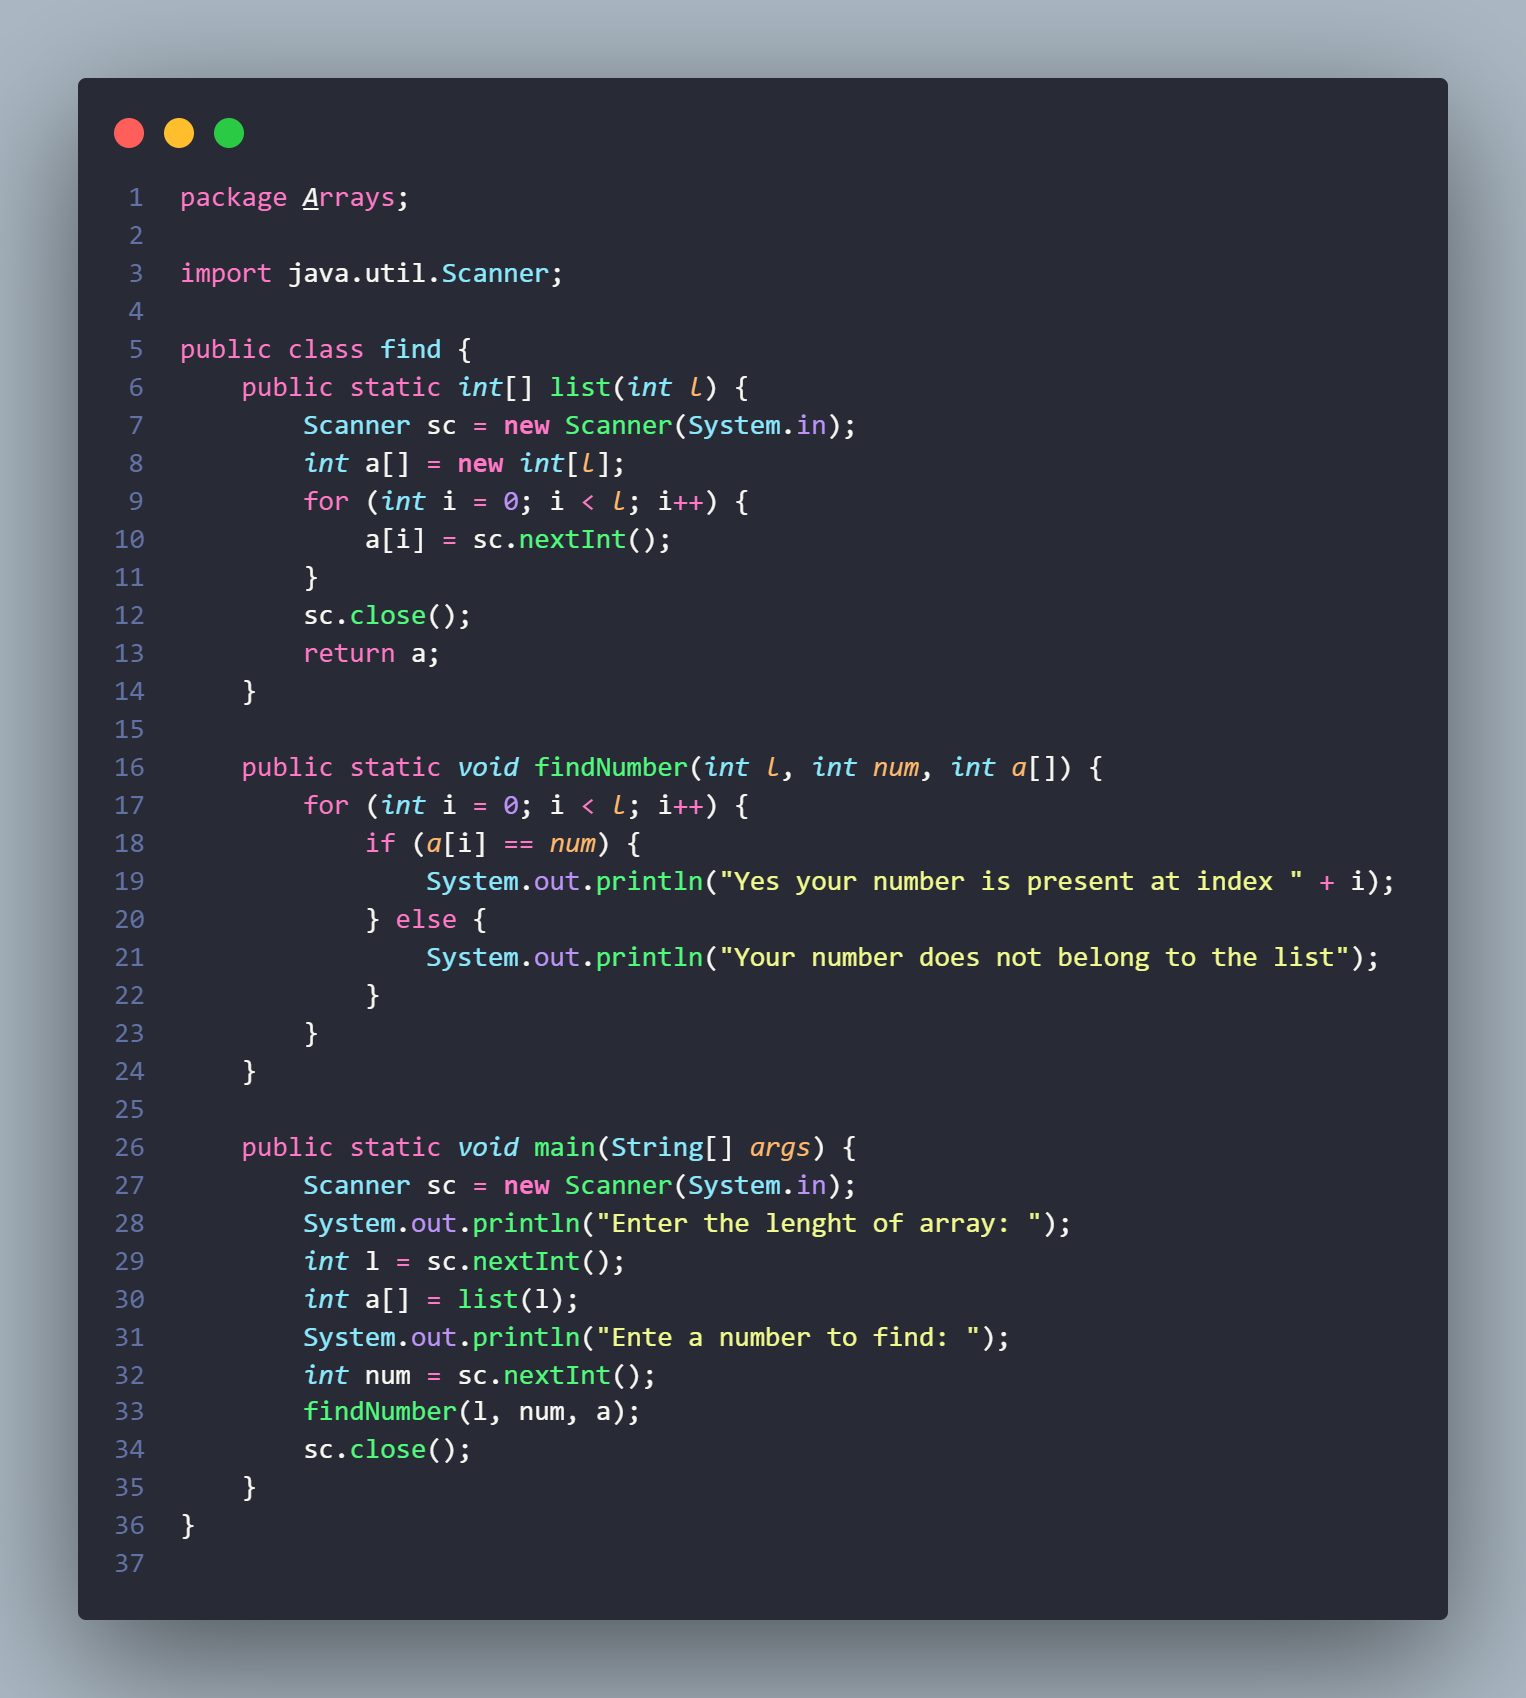 1 package Arrays;
2
3 import java.util.Scanner;
4
5 public class find {
6     public static int[] list(int l) {
7         Scanner sc = new Scanner(System.in);
8         int a[] = new int[l];
9         for (int i = 0; i < l; i++) {
10             a[i] = sc.nextInt();
11         }
12         sc.close();
13         return a;
14     }
15
16     public static void findNumber(int l, int num, int a[]) {
17         for (int i = 0; i < l; i++) {
18             if (a[i] == num) {
19                 System.out.println("Yes your number is present at index " + i);
20             } else {
21                 System.out.println("Your number does not belong to the list");
22             }
23         }
24     }
25
26     public static void main(String[] args) {
27         Scanner sc = new Scanner(System.in);
28         System.out.println("Enter the lenght of array: ");
29         int l = sc.nextInt();
30         int a[] = list(l);
31         System.out.println("Ente a number to find: ");
32         int num = sc.nextInt();
33         findNumber(l, num, a);
34         sc.close();
35     }
36 }
37